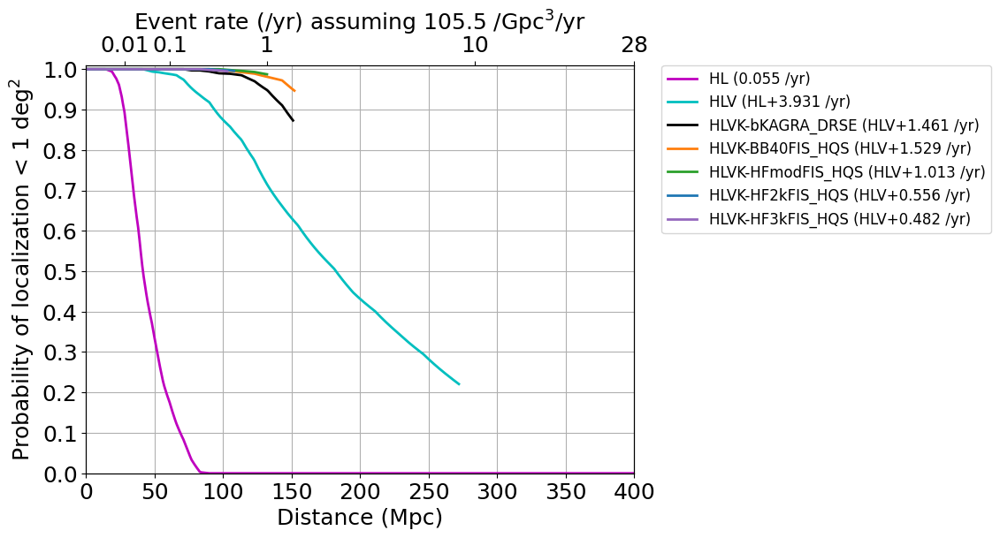 Event rate (/yr) assuming 105.5 /Gpc³/yr
0.01 0.1 1 10 28
1.0
0.9
0.8
0.7
0.6
0.5
0.4
0.3
0.2
0.1
0.0
Probability of localization < 1 deg²
0 50 100 150 200 250 300 350 400
Distance (Mpc)
HL (0.055 /yr)
HLV (HL+3.931 /yr)
HLVK-bKAGRA_DRSE (HLV+1.461 /yr)
HLVK-BB40FIS_HQS (HLV+1.529 /yr)
HLVK-HFmodFIS_HQS (HLV+1.013 /yr)
HLVK-HF2kFIS_HQS (HLV+0.556 /yr)
HLVK-HF3kFIS_HQS (HLV+0.482 /yr)